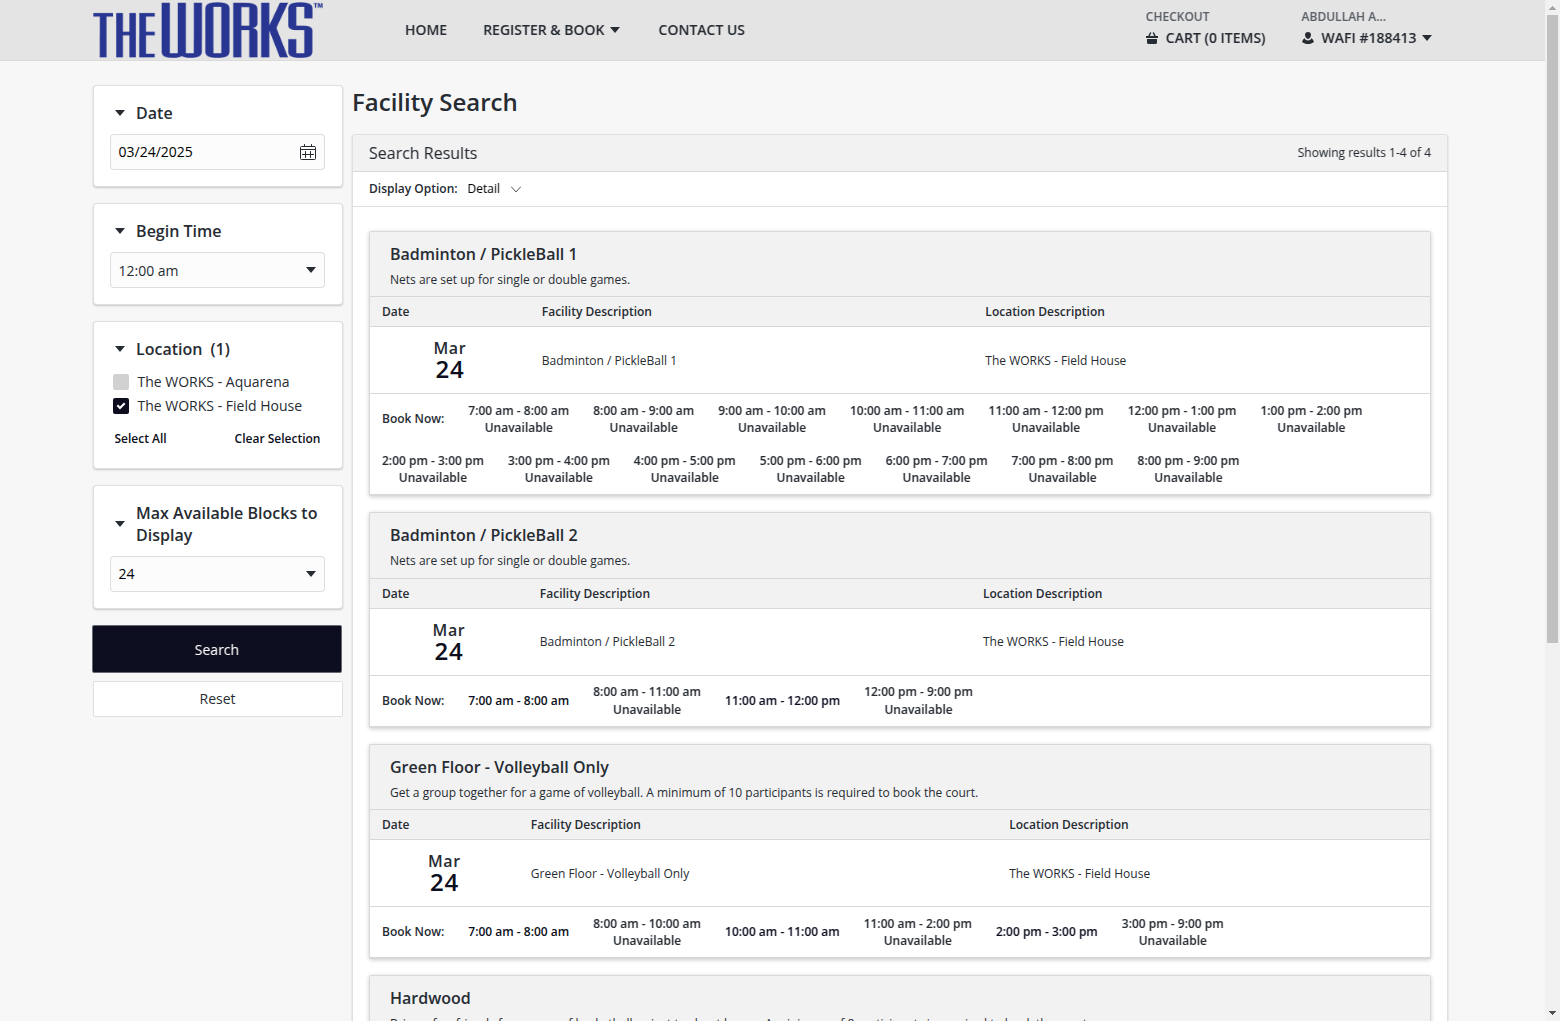 THE WORKS™
HOME
REGISTER & BOOK
CONTACT US
CHECKOUT
CART (0 ITEMS)
ABDULLAH A...
WAFI #188413
Date
03/24/2025
Begin Time
12:00 am
Location (1)
The WORKS - Aquarena
The WORKS - Field House
Select All
Clear Selection
Max Available Blocks to
Display
24
Search
Reset
Facility Search
Search Results
Showing results 1-4 of 4
Display Option: Detail
Badminton / PickleBall 1
Nets are set up for single or double games.
Date Facility Description Location Description
Mar
24
Badminton / PickleBall 1
The WORKS - Field House
Book Now:
7:00 am - 8:00 am
Unavailable
8:00 am - 9:00 am
Unavailable
9:00 am - 10:00 am
Unavailable
10:00 am - 11:00 am
Unavailable
11:00 am - 12:00 pm
Unavailable
12:00 pm - 1:00 pm
Unavailable
1:00 pm - 2:00 pm
Unavailable
2:00 pm - 3:00 pm
Unavailable
3:00 pm - 4:00 pm
Unavailable
4:00 pm - 5:00 pm
Unavailable
5:00 pm - 6:00 pm
Unavailable
6:00 pm - 7:00 pm
Unavailable
7:00 pm - 8:00 pm
Unavailable
8:00 pm - 9:00 pm
Unavailable
Badminton / PickleBall 2
Nets are set up for single or double games.
Date Facility Description Location Description
Mar
24
Badminton / PickleBall 2
The WORKS - Field House
Book Now:
7:00 am - 8:00 am
8:00 am - 11:00 am
Unavailable
11:00 am - 12:00 pm
12:00 pm - 9:00 pm
Unavailable
Green Floor - Volleyball Only
Get a group together for a game of volleyball. A minimum of 10 participants is required to book the court.
Date Facility Description Location Description
Mar
24
Green Floor - Volleyball Only
The WORKS - Field House
Book Now:
7:00 am - 8:00 am
8:00 am - 10:00 am
Unavailable
10:00 am - 11:00 am
11:00 am - 2:00 pm
Unavailable
2:00 pm - 3:00 pm
3:00 pm - 9:00 pm
Unavailable
Hardwood